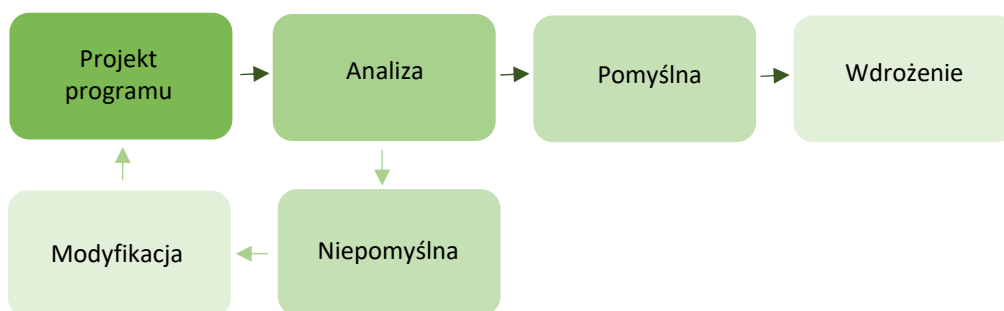 Projekt
programu
Analiza
Pomyślna
Wdrożenie
Modyfikacja
Niepomyślna